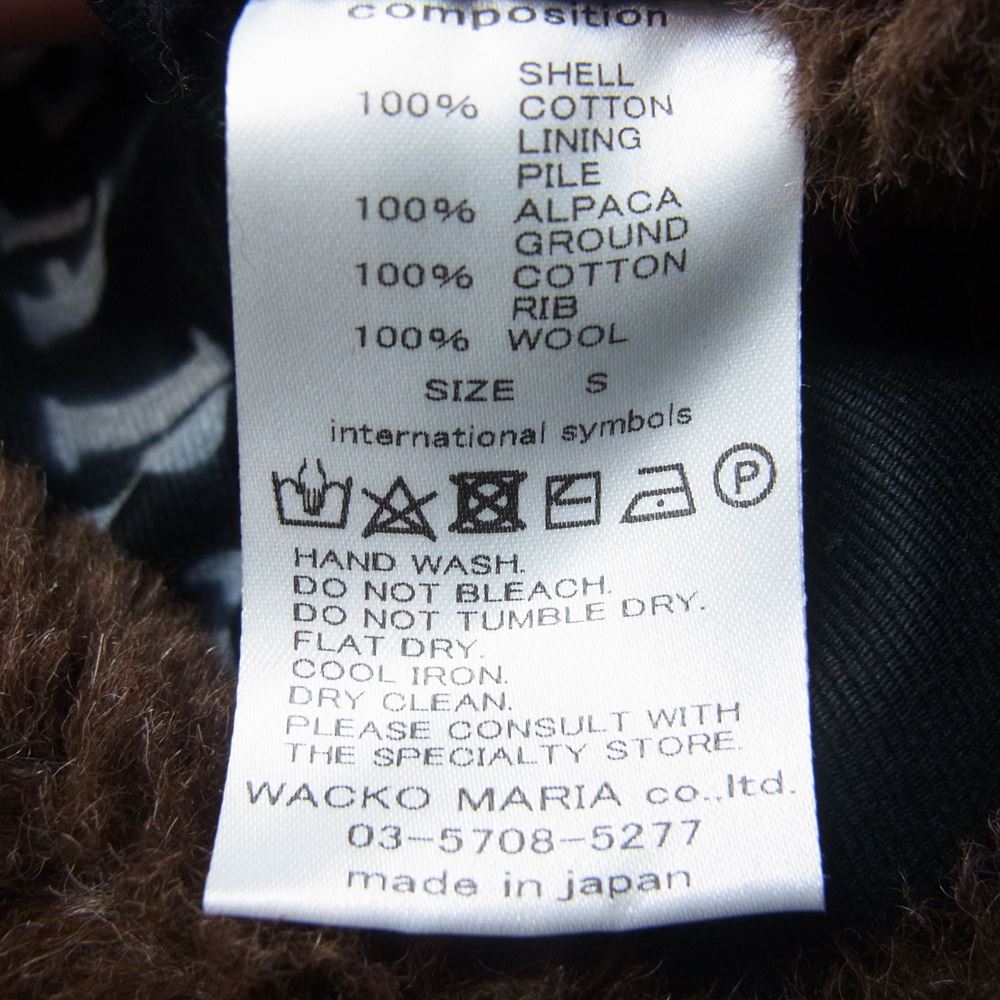 composition
SHELL
100% COTTON
LINING
PILE
100% ALPACA
GROUND
100% COTTON
RIB
100% WOOL
SIZE S
international symbols
P
HAND WASH.
DO NOT BLEACH.
DO NOT TUMBLE DRY.
FLAT DRY.
COOL IRON.
DRY CLEAN.
PLEASE CONSULT WITH
THE SPECIALTY STORE.
WACKO MARIA co.,ltd.
03-5708-5277
made in japan